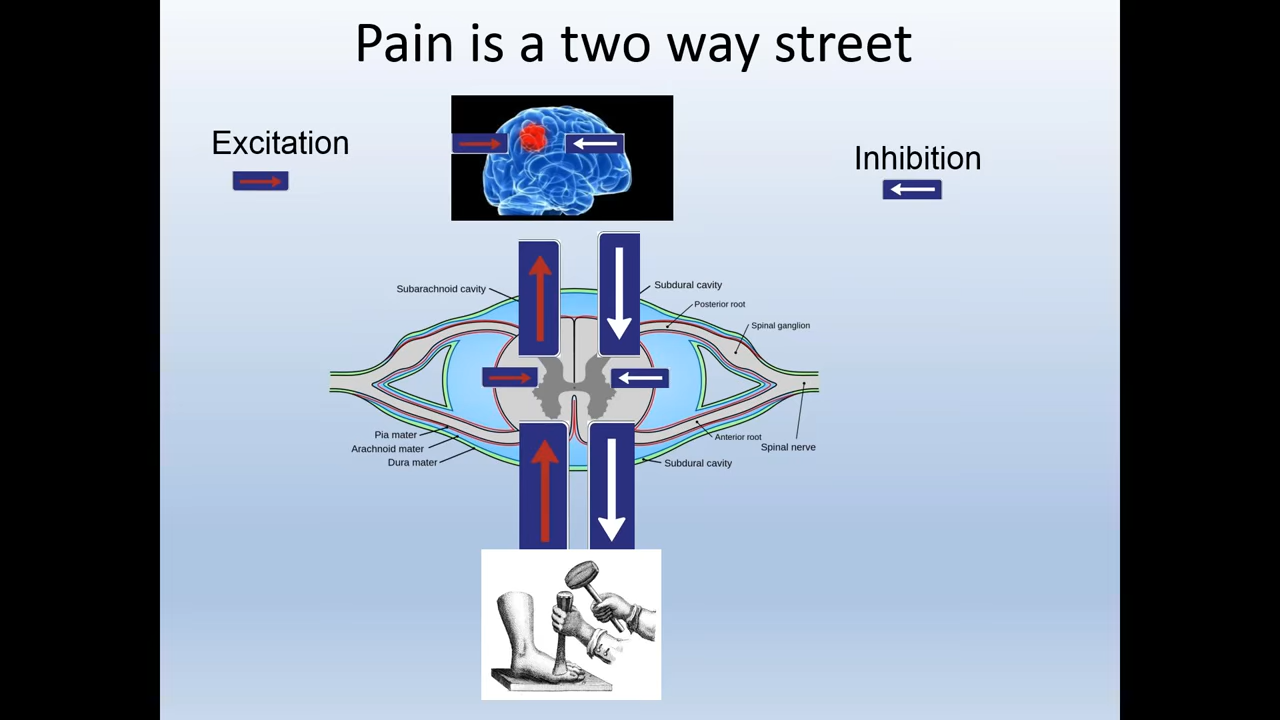 Pain is a two way street
Excitation
Inhibition
Subarachnoid cavity
Subdural cavity
Posterior root
Spinal ganglion
Pia mater
Arachnoid mater
Dura mater
Anterior root
Spinal nerve
Subdural cavity